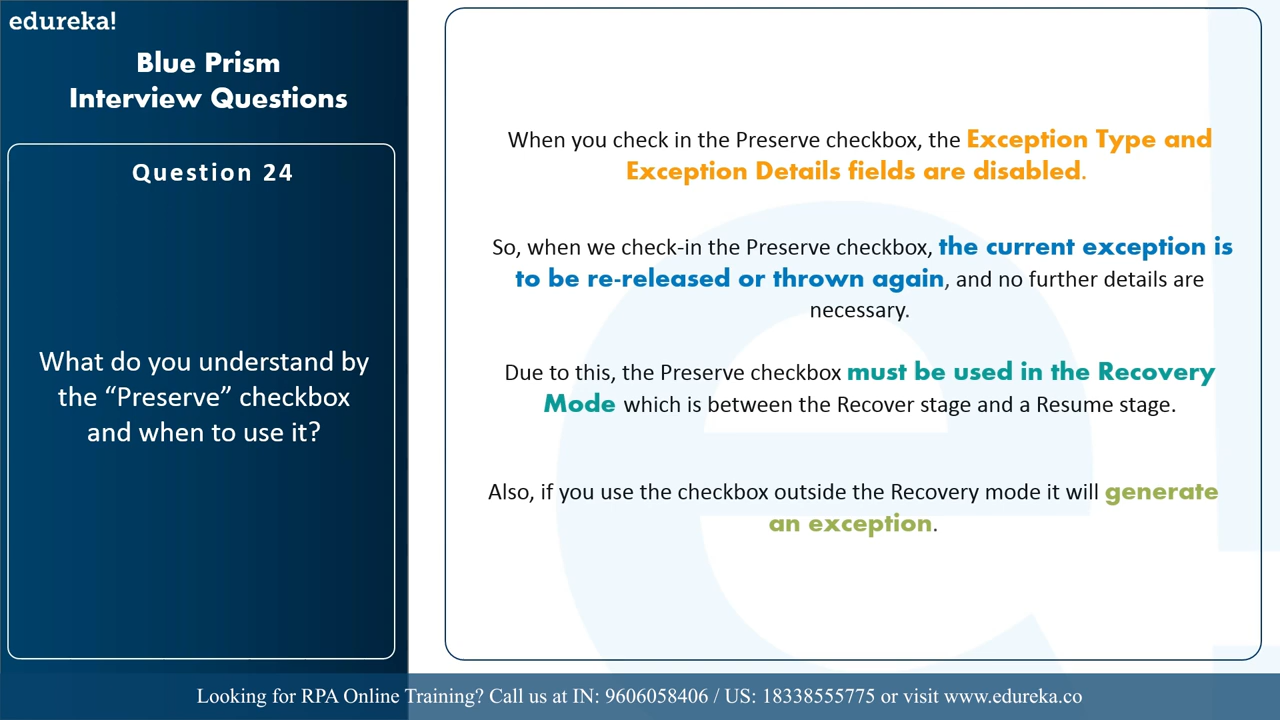 edureka!
Blue Prism
Interview Questions
Question 24
What do you understand by
the “Preserve” checkbox
and when to use it?
When you check in the Preserve checkbox, the Exception Type and
Exception Details fields are disabled.
So, when we check-in the Preserve checkbox, the current exception is
to be re-released or thrown again, and no further details are
necessary.
Due to this, the Preserve checkbox must be used in the Recovery
Mode which is between the Recover stage and a Resume stage.
Also, if you use the checkbox outside the Recovery mode it will generate
an exception.
Looking for RPA Online Training? Call us at IN: 9606058406 / US: 18338555775 or visit www.edureka.co